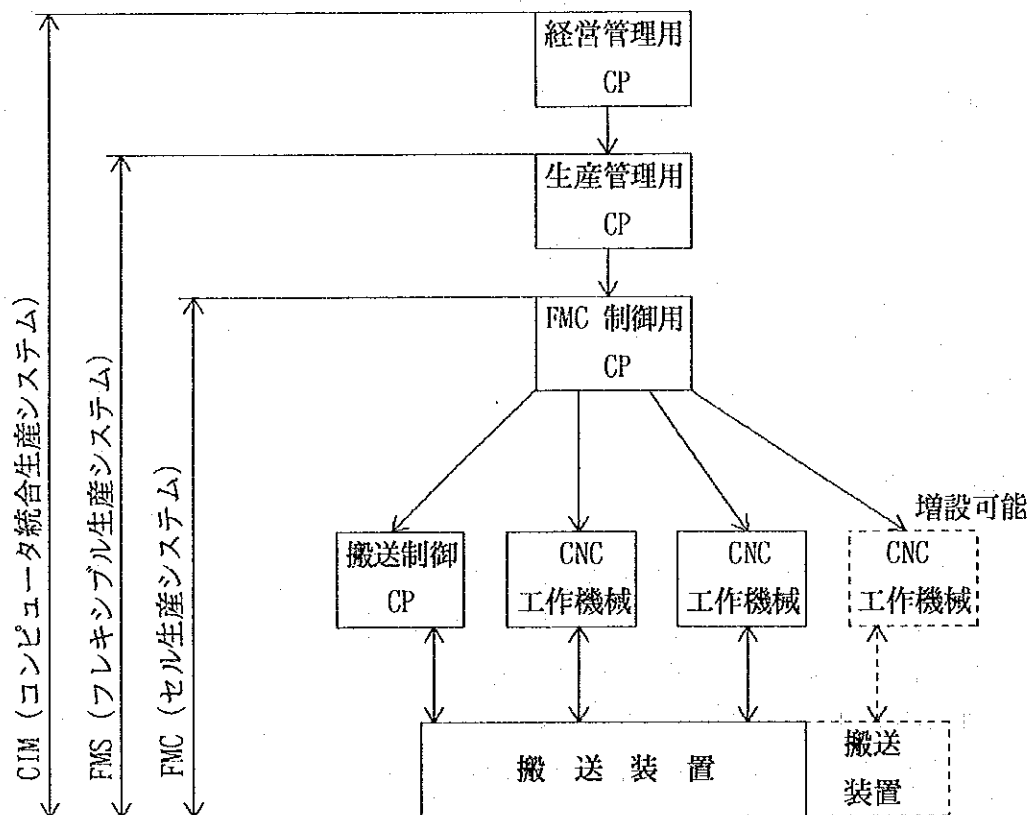 経営管理用
CP
生産管理用
CP
FMC 制御用
CP
増設可能
搬送制御
CP
CNC
工作機械
CNC
工作機械
CNC
工作機械
搬送装置
搬送
装置
CIM (コンピュータ統合生産システム)
FMS (フレキシブル生産システム)
FMC (セル生産システム)